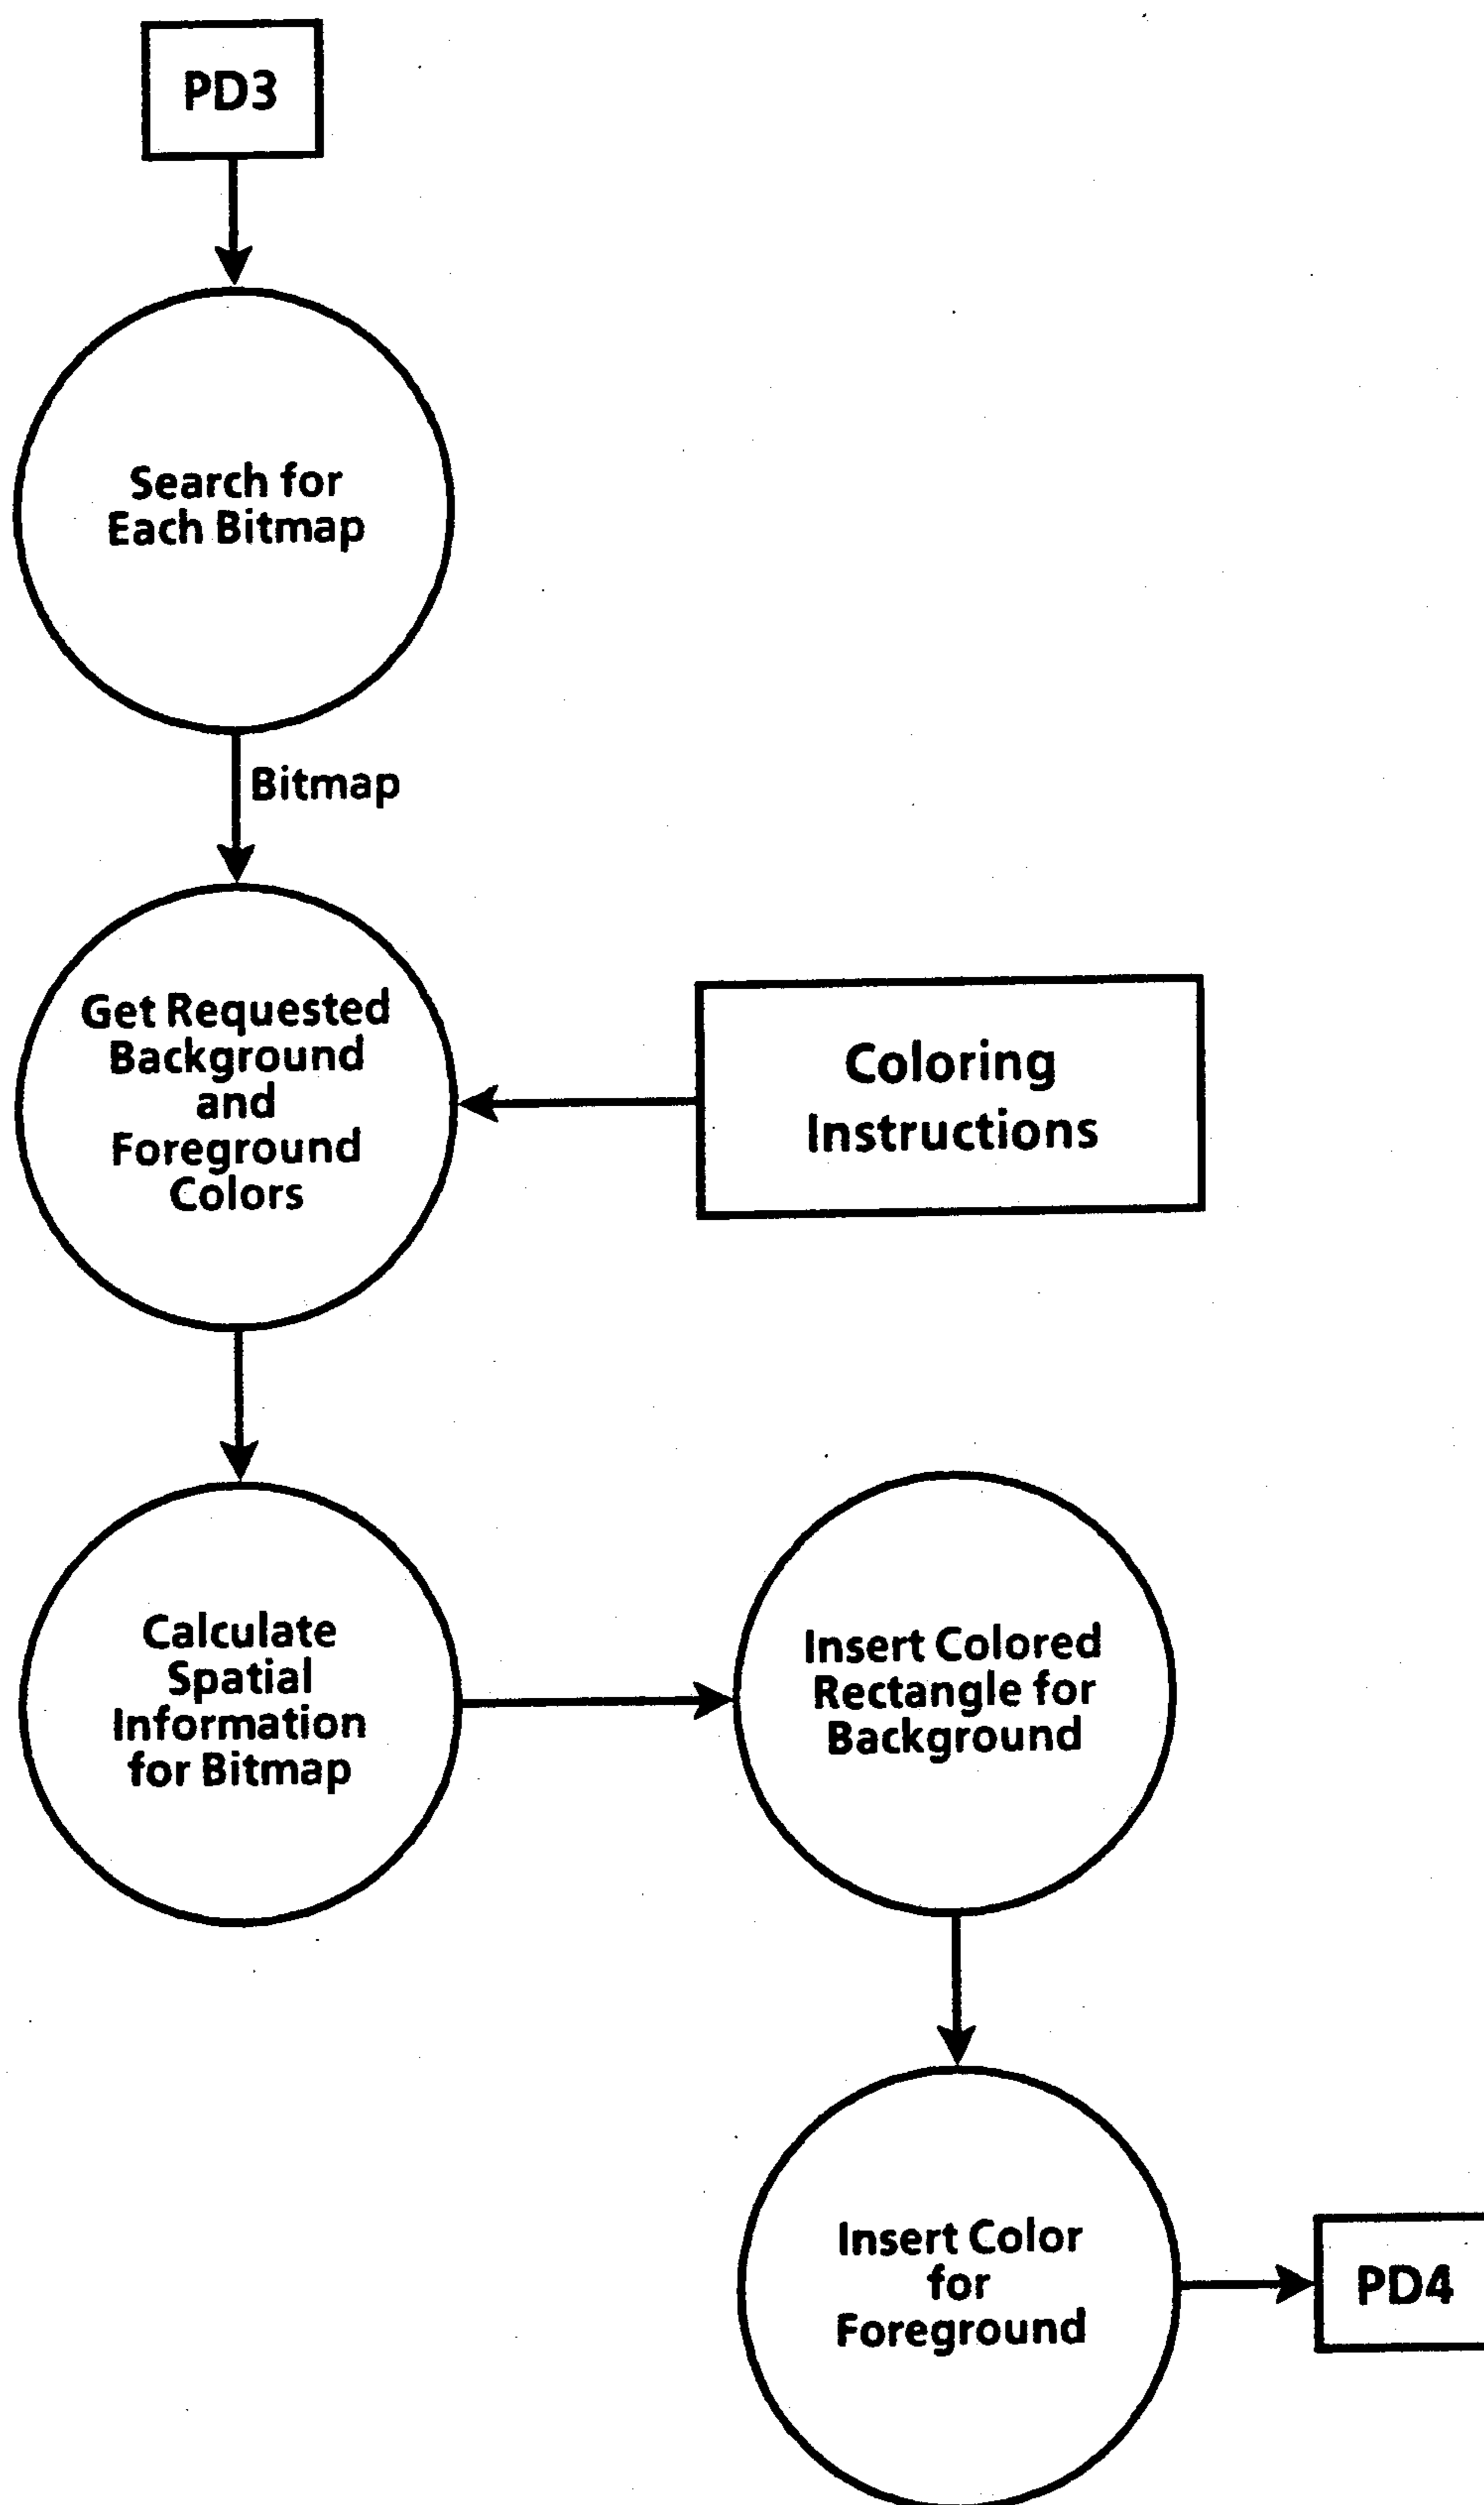 PD3
Search for
Each Bitmap
Bitmap
Get Requested
Background
and
Foreground
Colors
Coloring
Instructions
Calculate
Spatial
Information
for Bitmap
Insert Colored
Rectangle for
Background
Insert Color
for
Foreground
PD4